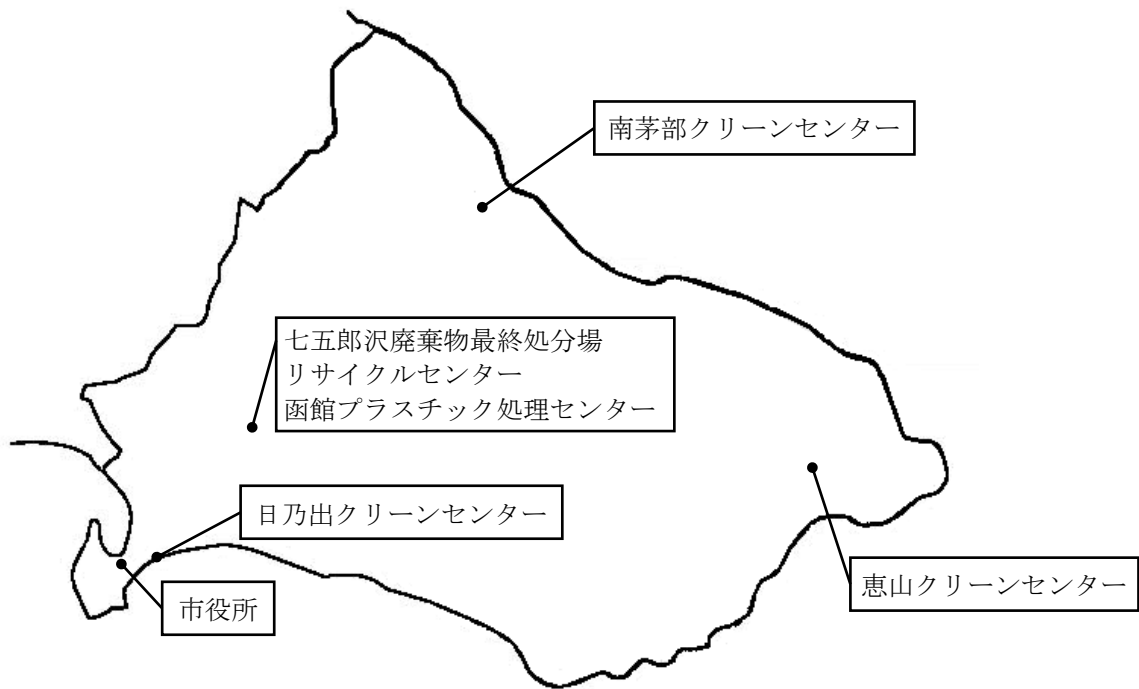 南茅部クリーンセンター
七五郎沢廃棄物最終処分場
リサイクルセンター
函館プラスチック処理センター
日乃出クリーンセンター
市役所
恵山クリーンセンター